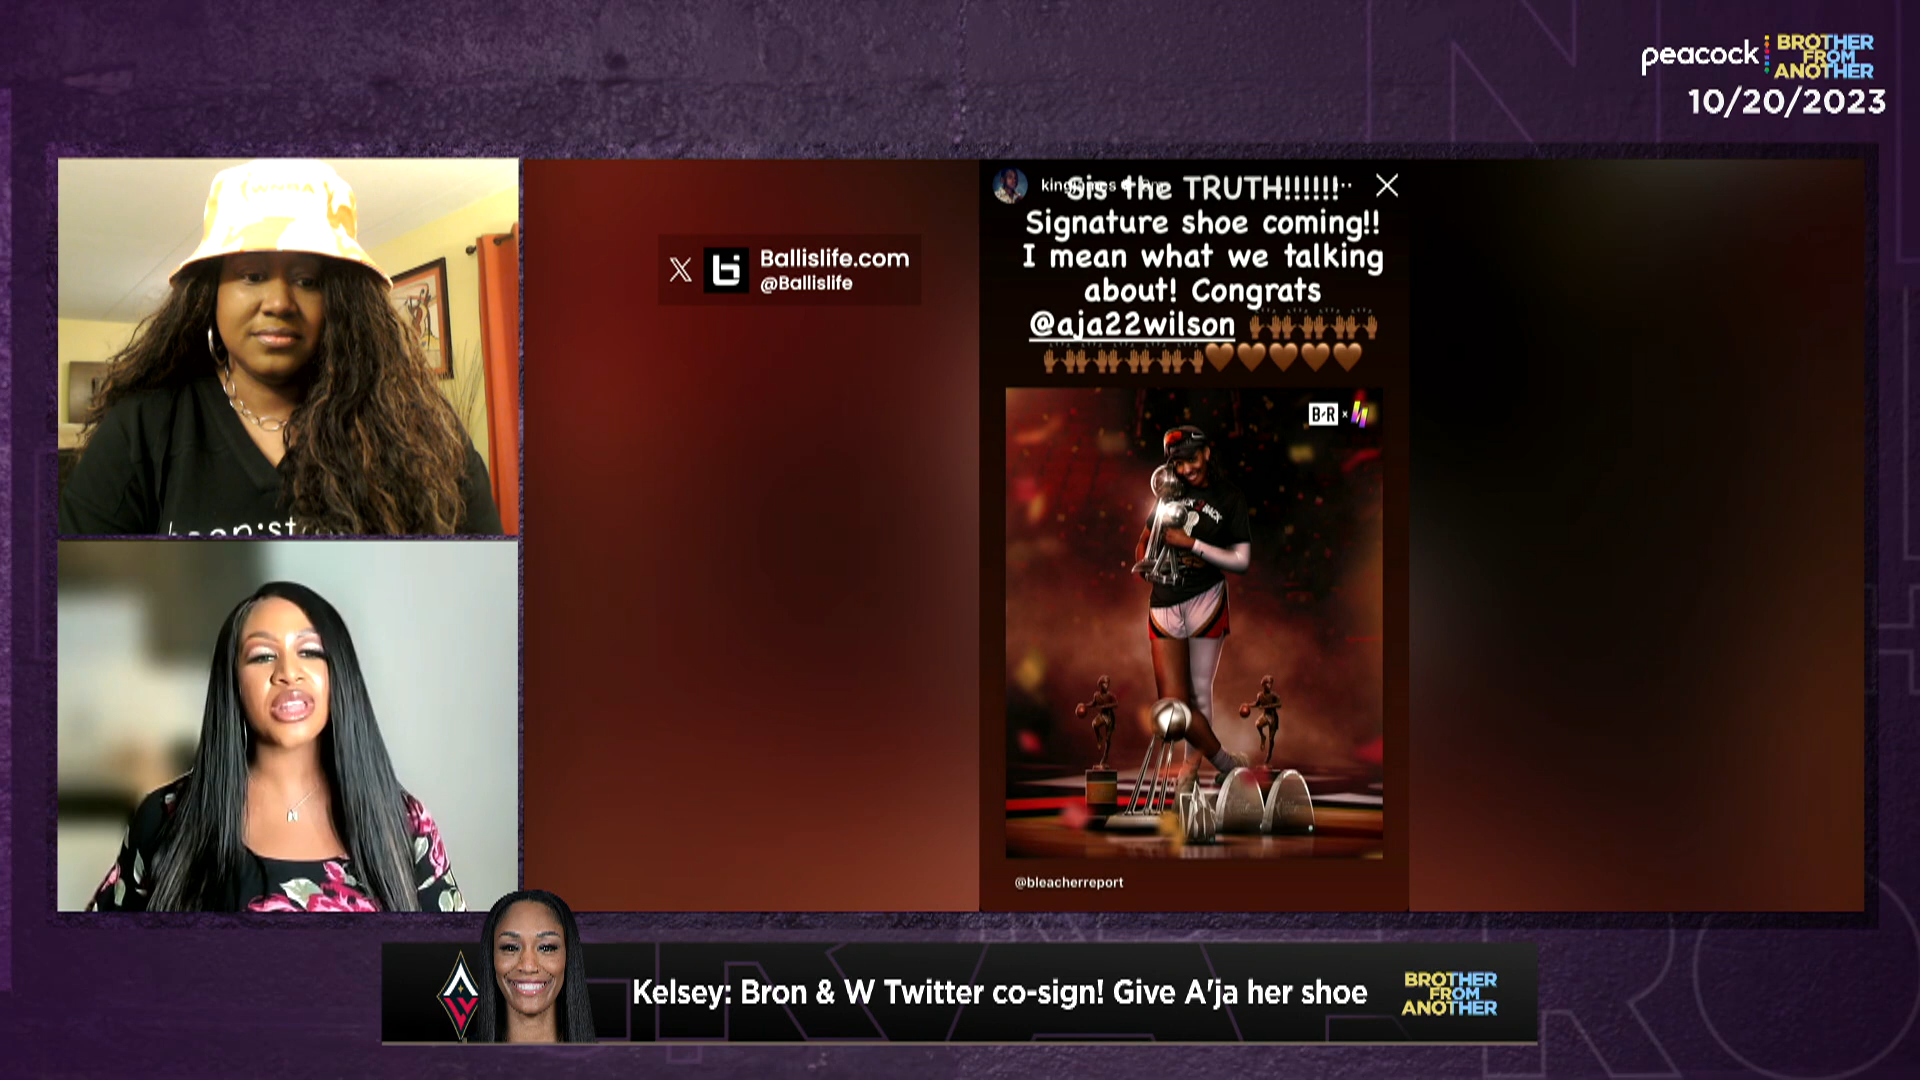 peacock
BROTHER
FROM
ANOTHER
10/20/2023
Ballislife.com
@Ballislife
Sis the TRUTH!!!!!!
Signature shoe coming!!
I mean what we talking
about! Congrats
@aja22wilson
B/R
BACK
@bleacherreport
Kelsey: Bron & W Twitter co-sign! Give A'ja her shoe
BROTHER
FROM
ANOTHER